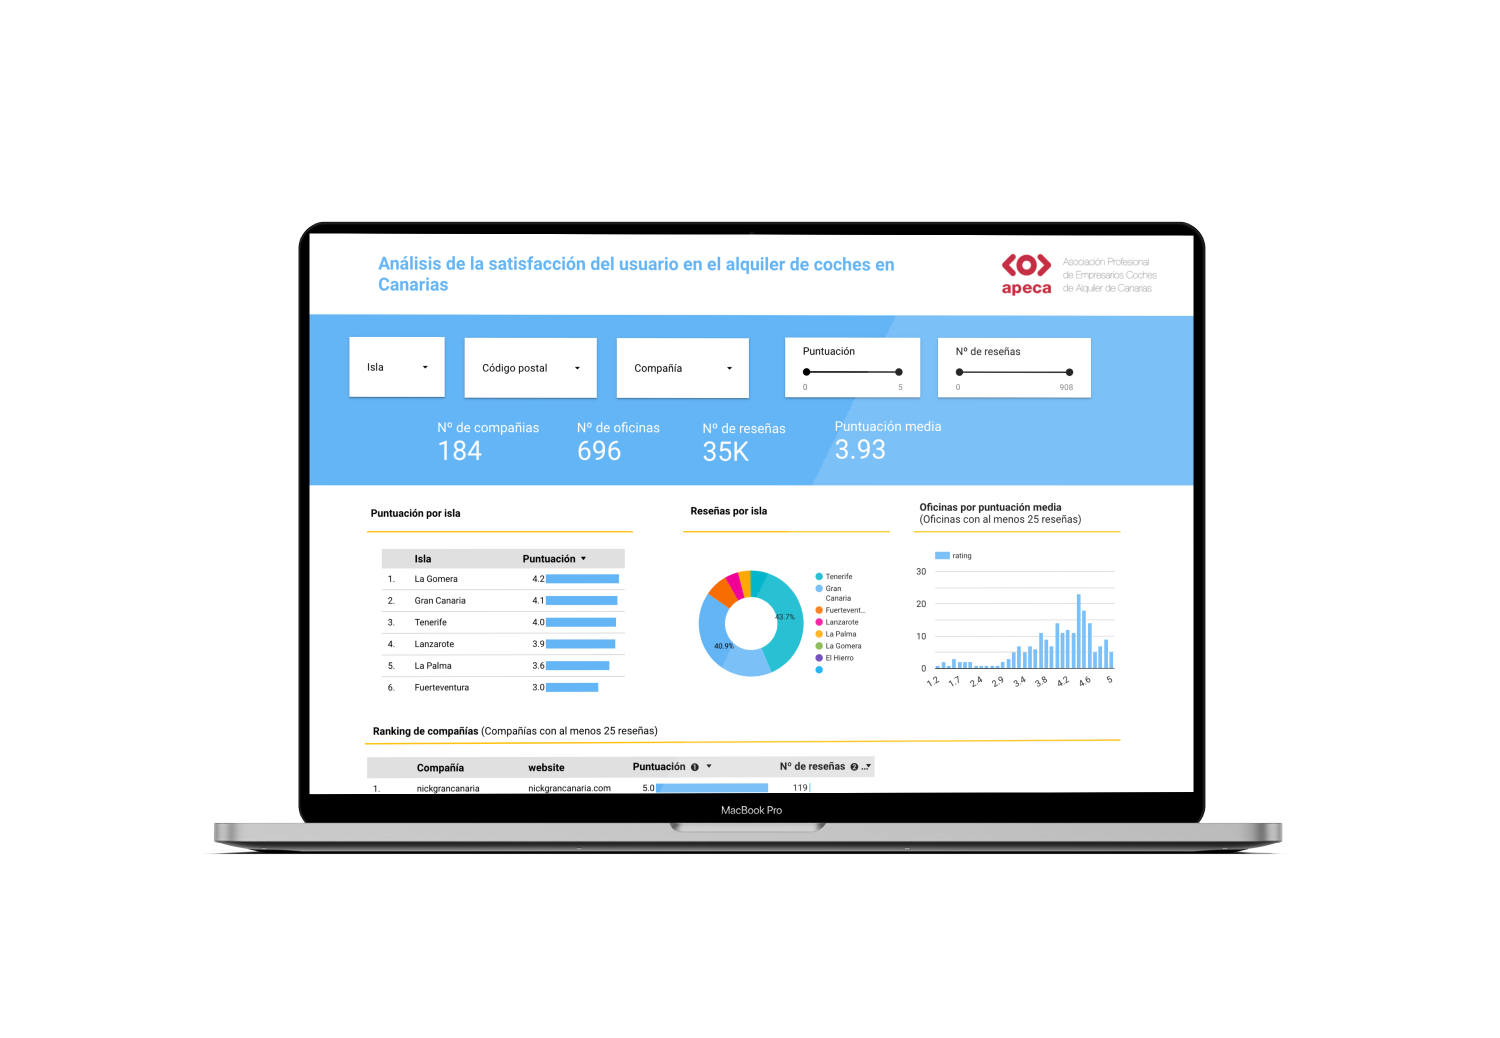 Análisis de la satisfacción del usuario en el alquiler de coches en
Canarias
apeca
Asociación Profesional
de Empresarios Coches
de Alquiler de Canarias
Isla
Código postal
Compañía
Puntuación
0
5
Nº de reseñas
0
908
Nº de compañias
184
Nº de oficinas
696
Nº de reseñas
35K
Puntuación media
3.93
Puntuación por isla
Isla Puntuación
1. La Gomera 4.2
2. Gran Canaria 4.1
3. Tenerife 4.0
4. Lanzarote 3.9
5. La Palma 3.6
6. Fuerteventura 3.0
Reseñas por isla
43.7%
40.9%
Tenerife
Gran
Canaria
Fuertevent...
Lanzarote
La Palma
La Gomera
El Hierro
Oficinas por puntuación media
(Oficinas con al menos 25 reseñas)
rating
30
20
10
0
1.2 1.7 2.4 2.9 3.4 3.8 4.2 4.6 5
Ranking de compañías (Compañías con al menos 25 reseñas)
Compañía website Puntuación 1 Nº de reseñas 2 ...
1. nickgrancanaria nickgrancanaria.com 5.0 119
MacBook Pro